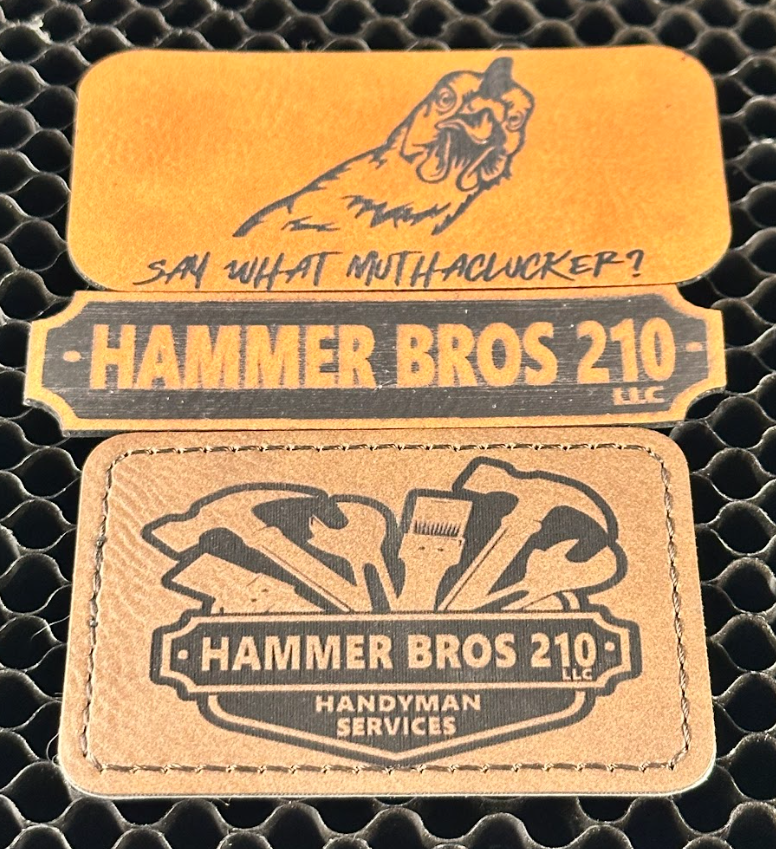 SAY WHAT MUTHACLUCKER?
HAMMER BROS 210
LLC
HAMMER BROS 210
LLC
HANDYMAN
SERVICES